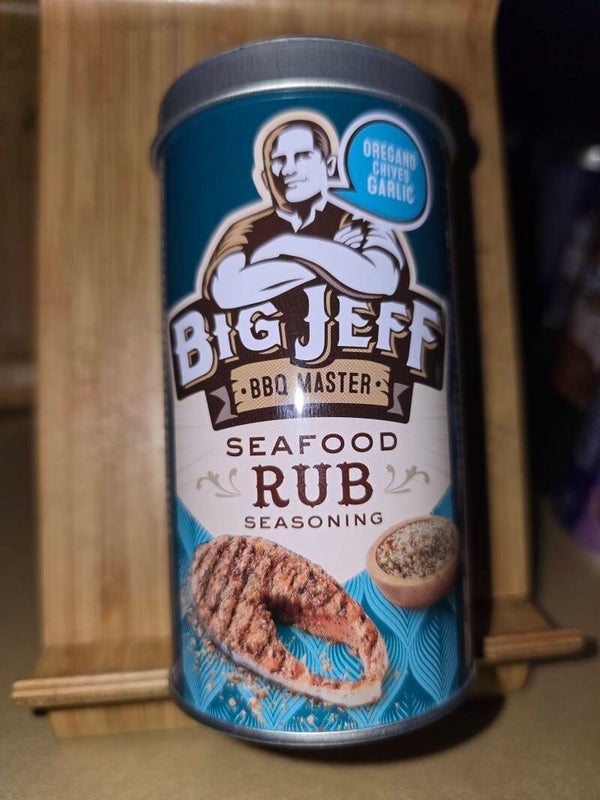 OREGANO
CHIVES
GARLIC
BIG JEFF
·BBQ MASTER·
SEAFOOD
RUB
SEASONING